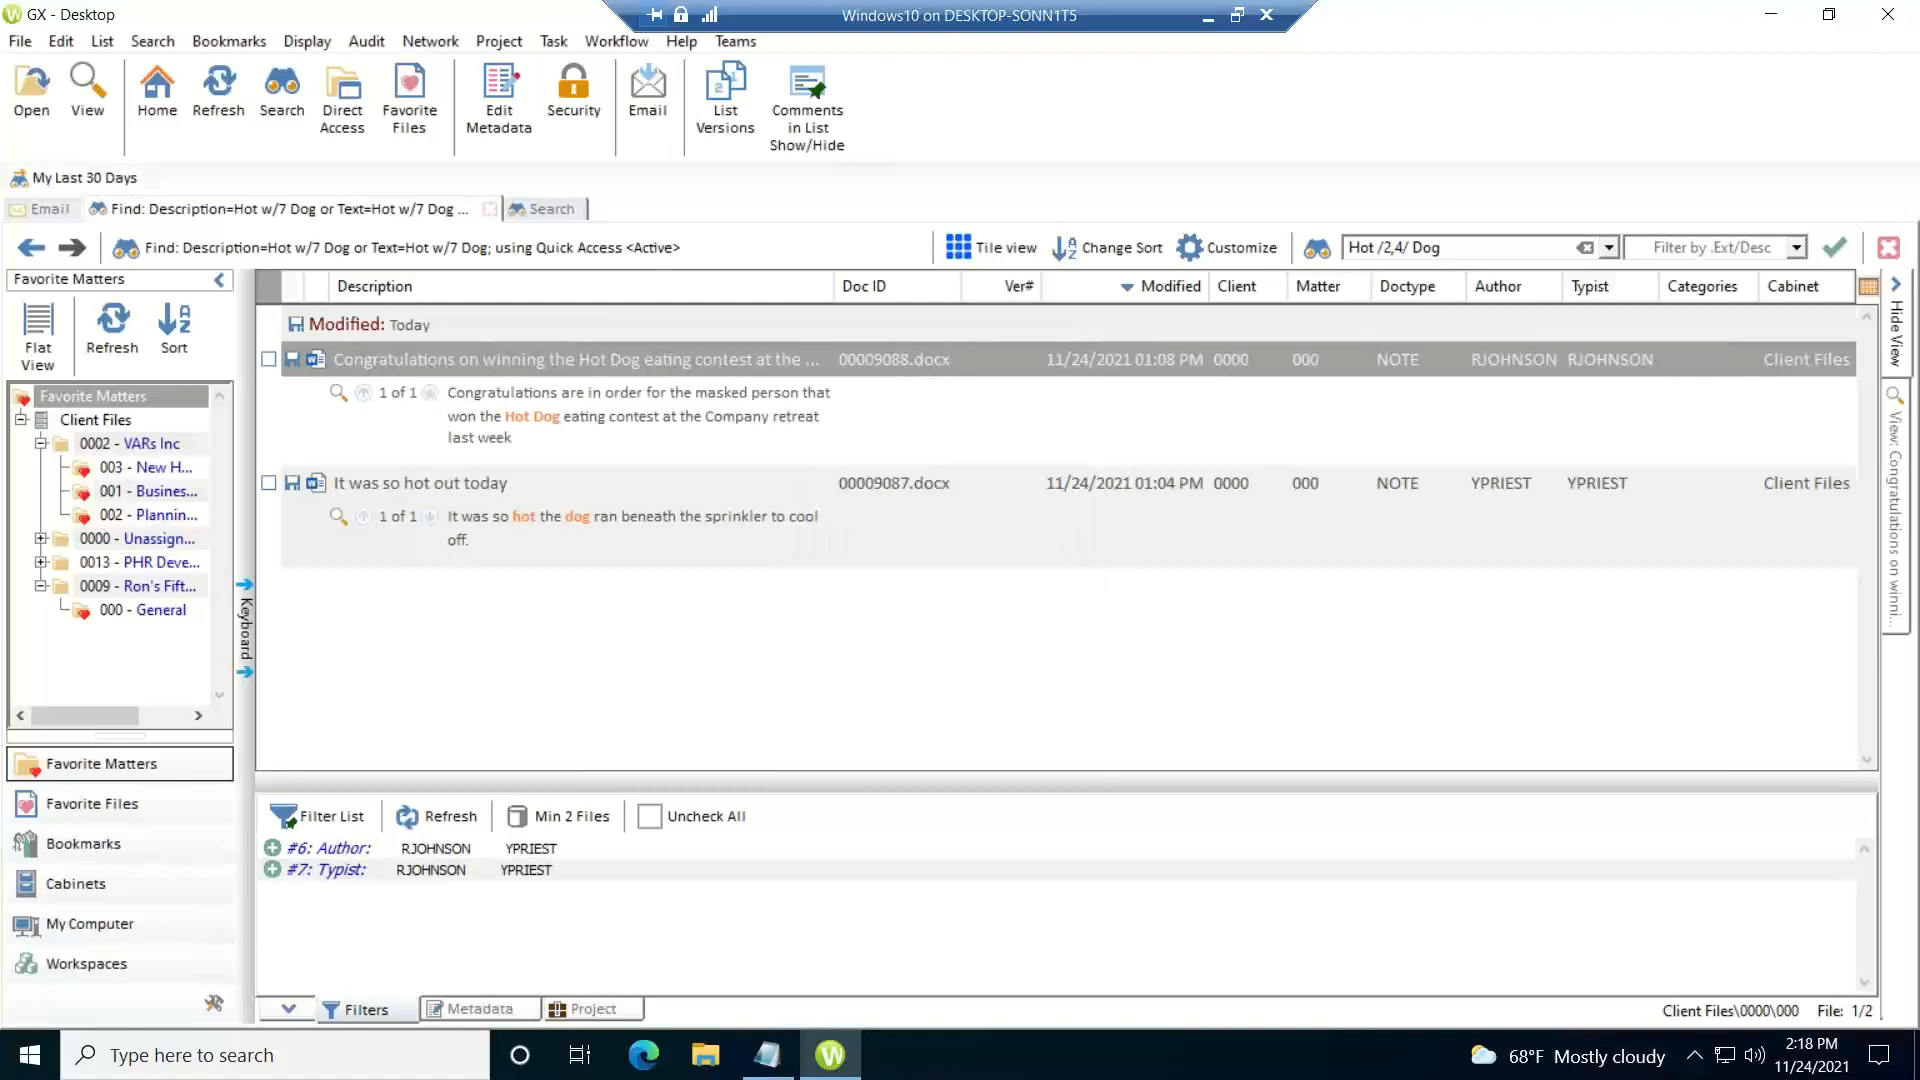 GX - Desktop
Windows10 on DESKTOP-SONN1T5
File Edit List Search Bookmarks Display Audit Network Project Task Workflow Help Teams
Open View Home Refresh Search Direct Access Favorite Files Edit Metadata Security Email List Versions Comments in List Show/Hide
My Last 30 Days
Email Find: Description=Hot w/7 Dog or Text=Hot w/7 Dog ... Search
Find: Description=Hot w/7 Dog or Text=Hot w/7 Dog; using Quick Access <Active> Tile view Change Sort Customize Hot /2,4/ Dog Filter by .Ext/Desc
Favorite Matters
Flat View Refresh Sort
Favorite Matters
Client Files
0002 - VARs Inc
003 - New H...
001 - Busines...
002 - Plannin...
0000 - Unassign...
0013 - PHR Deve...
0009 - Ron's Fift...
000 - General
Keyboard
Favorite Matters
Favorite Files
Bookmarks
Cabinets
My Computer
Workspaces
Description Doc ID Ver# Modified Client Matter Doctype Author Typist Categories Cabinet
Modified: Today
Congratulations on winning the Hot Dog eating contest at the ... 00009088.docx 11/24/2021 01:08 PM 0000 000 NOTE RJOHNSON RJOHNSON Client Files
1 of 1 Congratulations are in order for the masked person that
won the Hot Dog eating contest at the Company retreat
last week
It was so hot out today 00009087.docx 11/24/2021 01:04 PM 0000 000 NOTE YPRIEST YPRIEST Client Files
1 of 1 It was so hot the dog ran beneath the sprinkler to cool
off.
Hide View
View: Congratulations on winni...
Filter List Refresh Min 2 Files Uncheck All
#6: Author: RJOHNSON YPRIEST
#7: Typist: RJOHNSON YPRIEST
Filters Metadata Project
Client Files\0000\000 File: 1/2
Type here to search
68°F Mostly cloudy
2:18 PM
11/24/2021